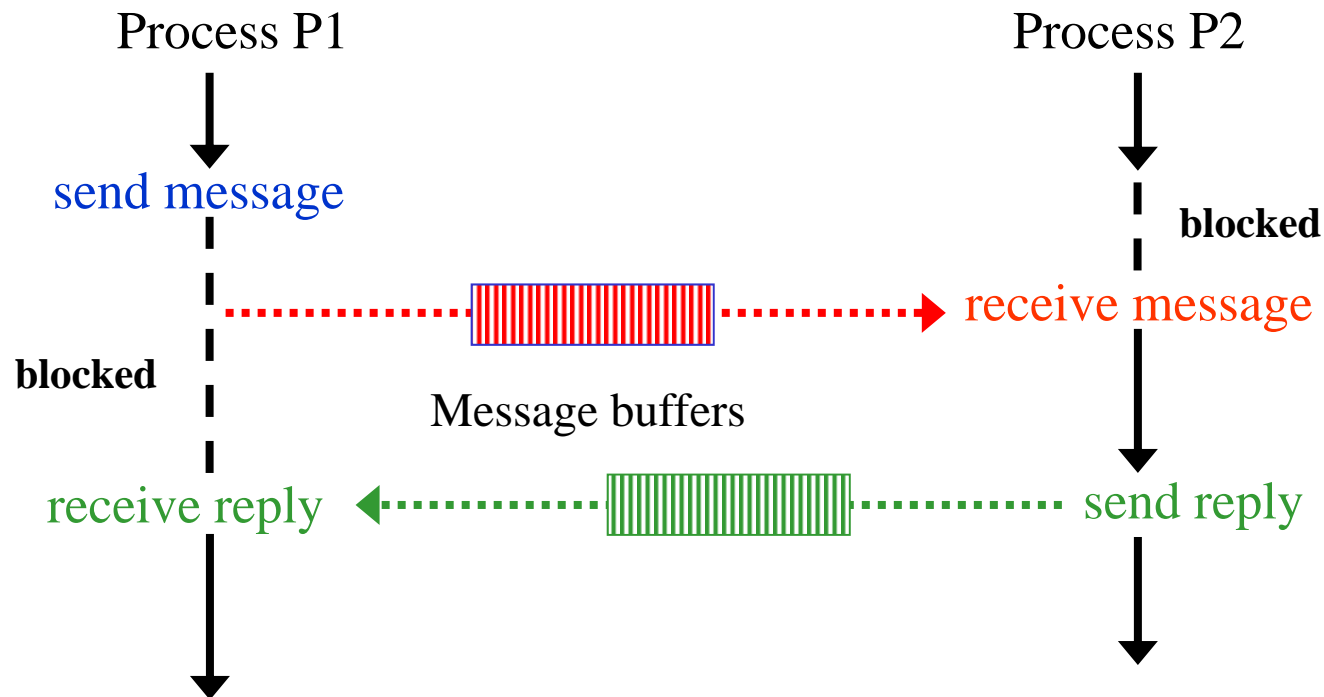 Process P1
Process P2
send message
blocked
receive message
blocked
Message buffers
receive reply
send reply